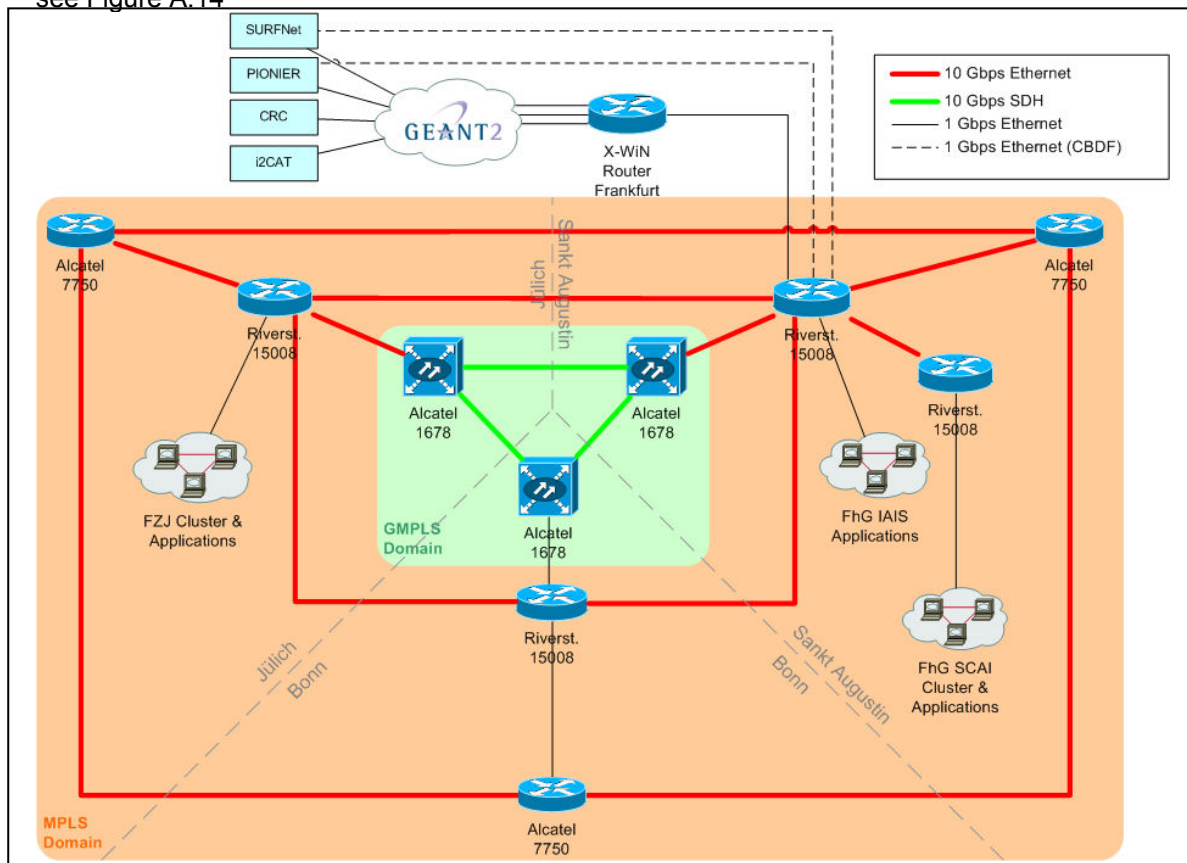 see Figure A.14
SURFNet
PIONIER
CRC
i2CAT
GEANT2
X-WiN
Router
Frankfurt
10 Gbps Ethernet
10 Gbps SDH
1 Gbps Ethernet
1 Gbps Ethernet (CBDF)
Jülich
Sankt Augustin
Alcatel
7750
Alcatel
7750
Riverst.
15008
Riverst.
15008
Riverst.
15008
Alcatel
1678
Alcatel
1678
Alcatel
1678
GMPLS
Domain
FZJ Cluster &
Applications
FhG IAIS
Applications
FhG SCAI
Cluster &
Applications
Riverst.
15008
Jülich
Bonn
Sankt Augustin
Bonn
Alcatel
7750
MPLS
Domain